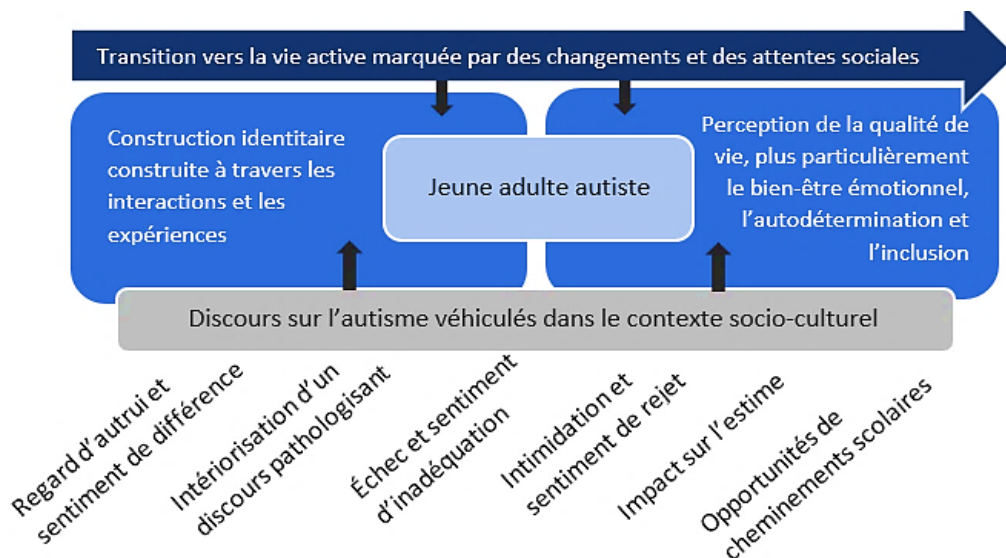 Transition vers la vie active marquée par des changements et des attentes sociales
Construction identitaire
construite à travers les
interactions et les
expériences
Jeune adulte autiste
Perception de la qualité de
vie, plus particulièrement
le bien-être émotionnel,
l'autodétermination et
l'inclusion
Discours sur l'autisme véhiculés dans le contexte socio-culturel
Regard d'autrui et
sentiment de différence
Intériorisation d'un
discours pathologisant
Échec et sentiment
d'inadéquation
Intimidation et
sentiment de rejet
Impact sur l'estime
Opportunités de
cheminements scolaires